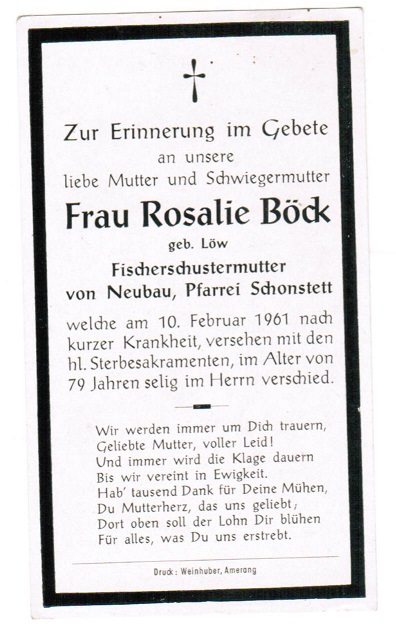 Zur Erinnerung im Gebete
an unsere
liebe Mutter und Schwiegermutter
Frau Rosalie Böck
geb. Löw
Fischerschustermutter
von Neubau, Pfarrei Schonstett
welche am 10. Februar 1961 nach
kurzer Krankheit, versehen mit den
hl. Sterbesakramenten, im Alter von
79 Jahren selig im Herrn verschied.
Wir werden immer um Dich trauern,
Geliebte Mutter, voller Leid!
Und immer wird die Klage dauern
Bis wir vereint in Ewigkeit.
Hab' tausend Dank für Deine Mühen,
Du Mutterherz, das uns geliebt;
Dort oben soll der Lohn Dir blühen
Für alles, was Du uns erstrebt.
Druck: Weinhuber, Amerang